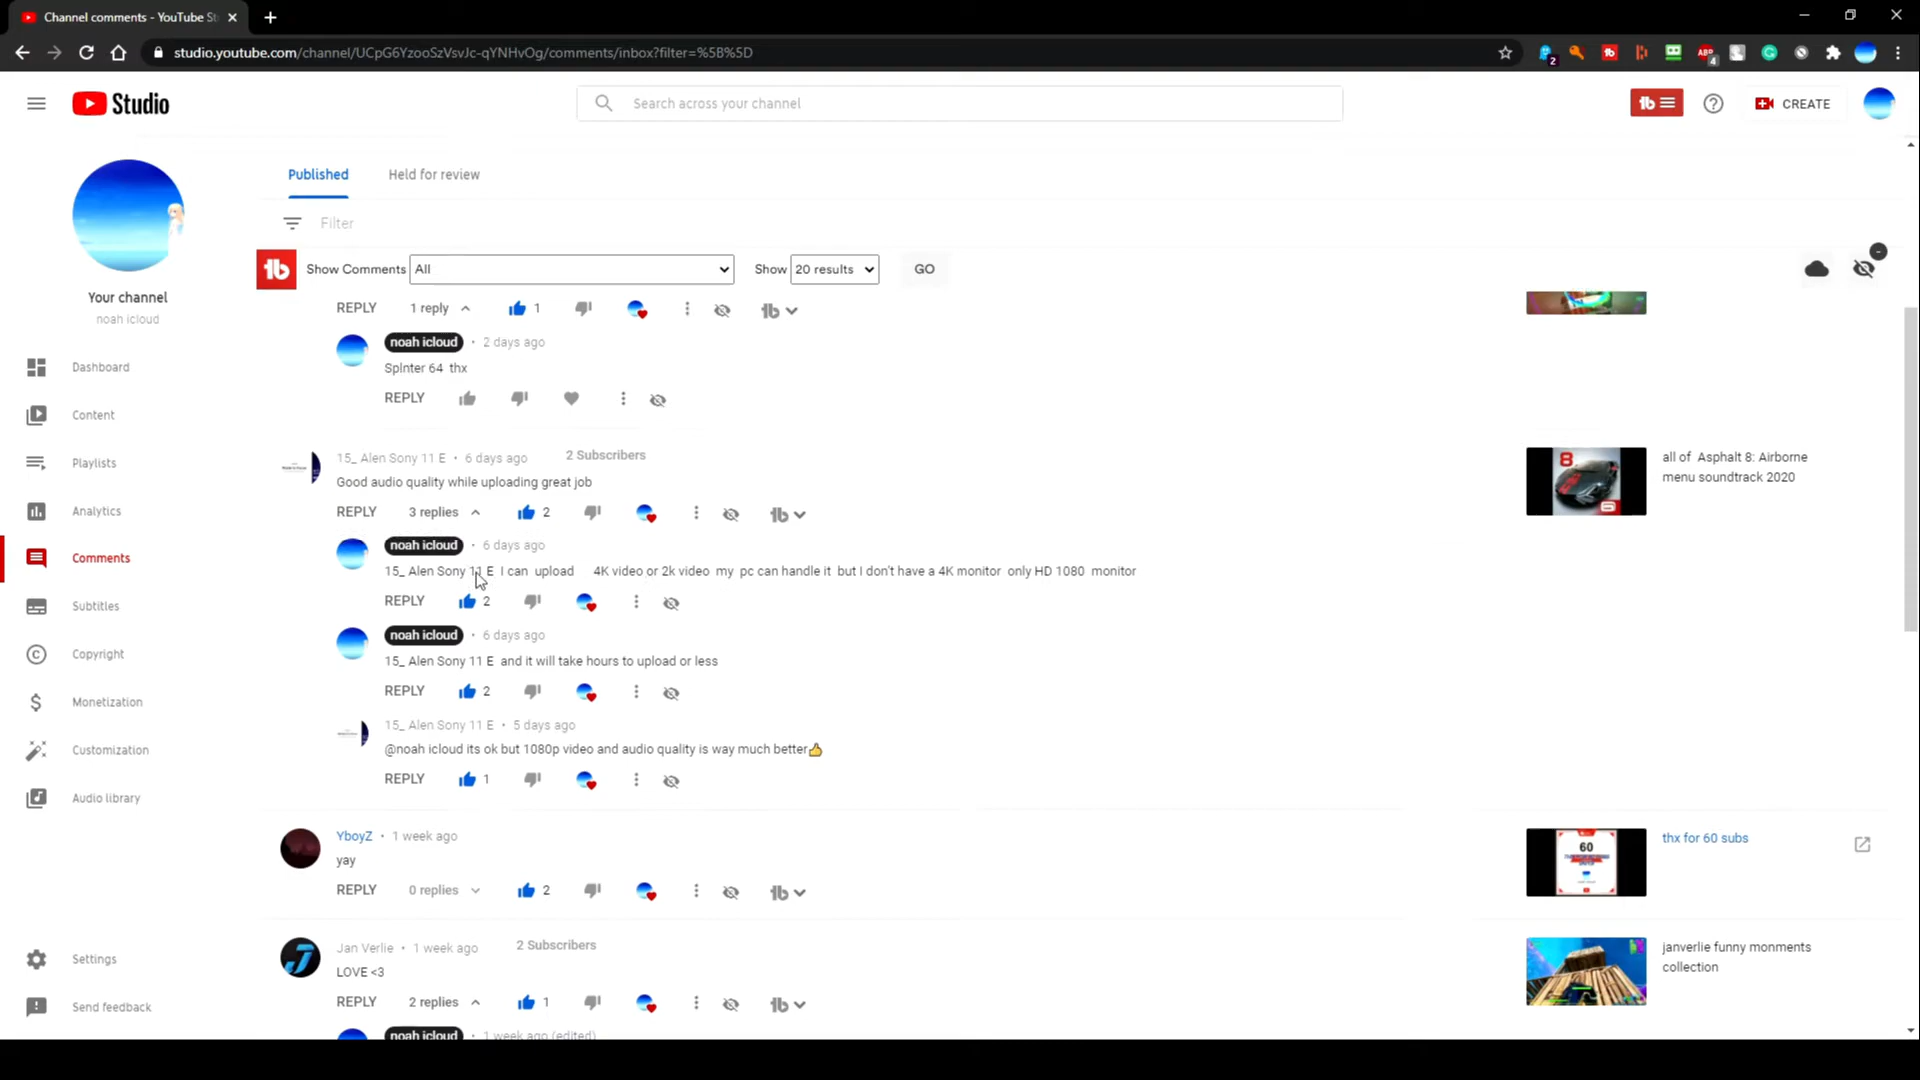 Channel comments - YouTube St
studio.youtube.com/channel/UCpG6YzooSzVsvJc-qYNHvOg/comments/inbox?filter=%5B%5D
2
ABP
4
Studio
Search across your channel
CREATE
Published
Held for review
Filter
Your channel
noah icloud
Show Comments All
Show 20 results
GO
REPLY 1 reply 1
noah icloud • 2 days ago
Splnter 64 thx
REPLY
Dashboard
Content
Playlists
Analytics
Comments
Subtitles
Copyright
Monetization
Customization
Audio library
Settings
Send feedback
15_ Alen Sony 11 E • 6 days ago 2 Subscribers
Good audio quality while uploading great job
REPLY 3 replies 2
8
all of Asphalt 8: Airborne
menu soundtrack 2020
noah icloud • 6 days ago
15_ Alen Sony 11 E I can upload 4K video or 2k video my pc can handle it but I don't have a 4K monitor only HD 1080 monitor
REPLY 2
noah icloud • 6 days ago
15_ Alen Sony 11 E and it will take hours to upload or less
REPLY 2
15_ Alen Sony 11 E • 5 days ago
@noah icloud its ok but 1080p video and audio quality is way much better👍
REPLY 1
YboyZ • 1 week ago
yay
REPLY 0 replies 2
60
thx for 60 subs
Jan Verlie • 1 week ago 2 Subscribers
LOVE <3
REPLY 2 replies 1
janverlie funny monments
collection
noah icloud • 1 week ago (edited)